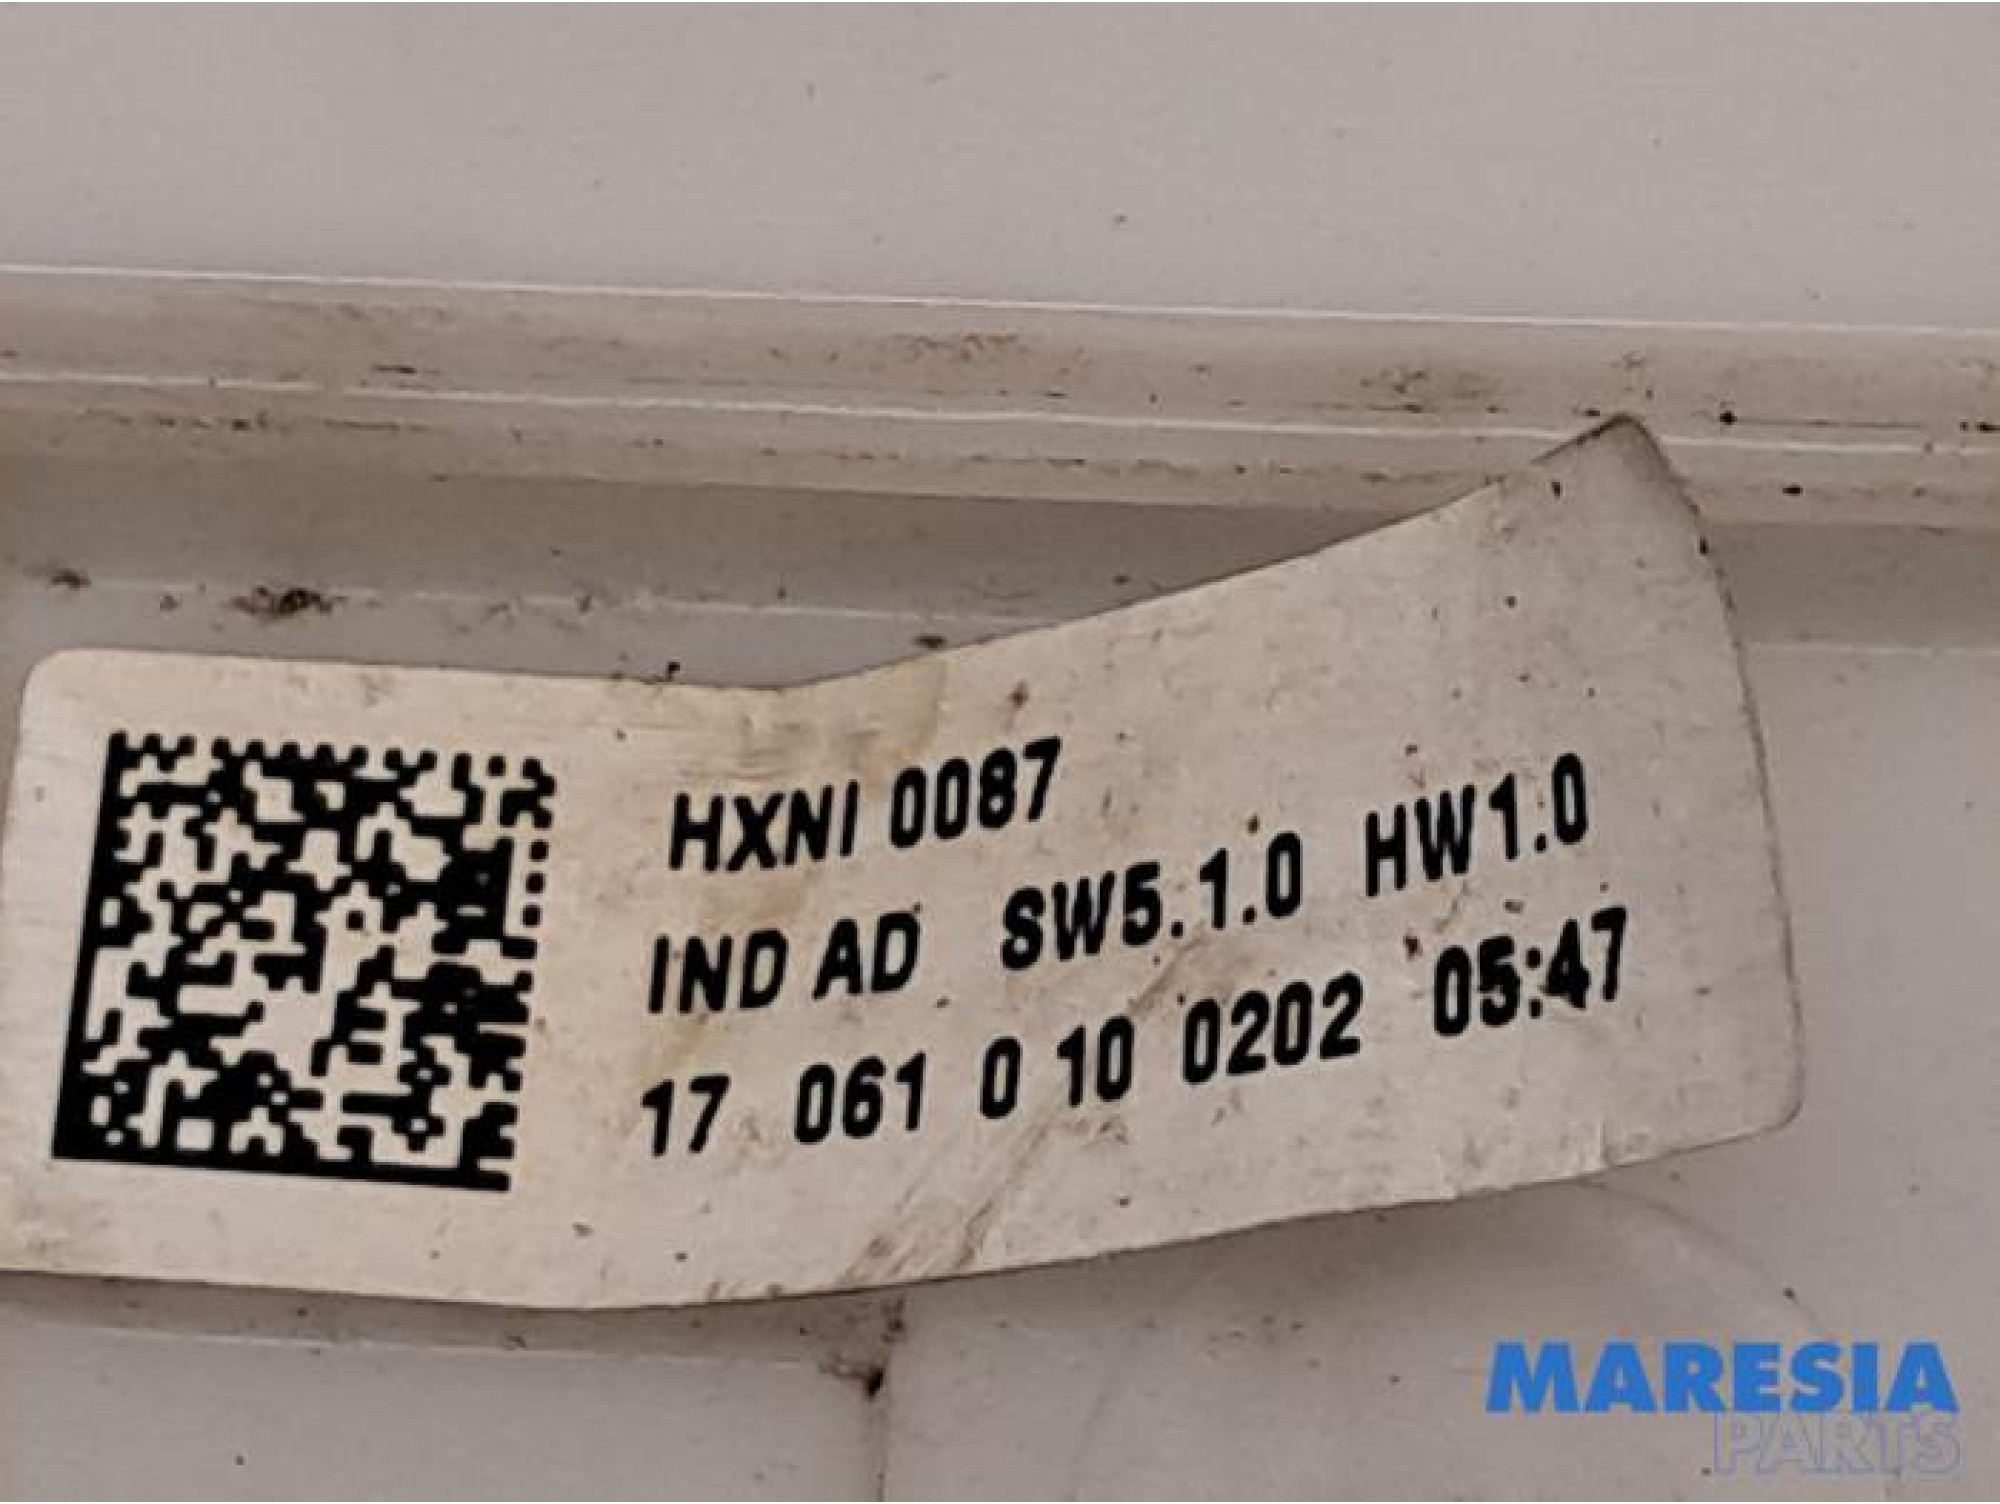 HXNI 0087
IND AD SW5.1.0 HW1.0
17 061 0 10 0202 05:47
MARESIA
PARTS